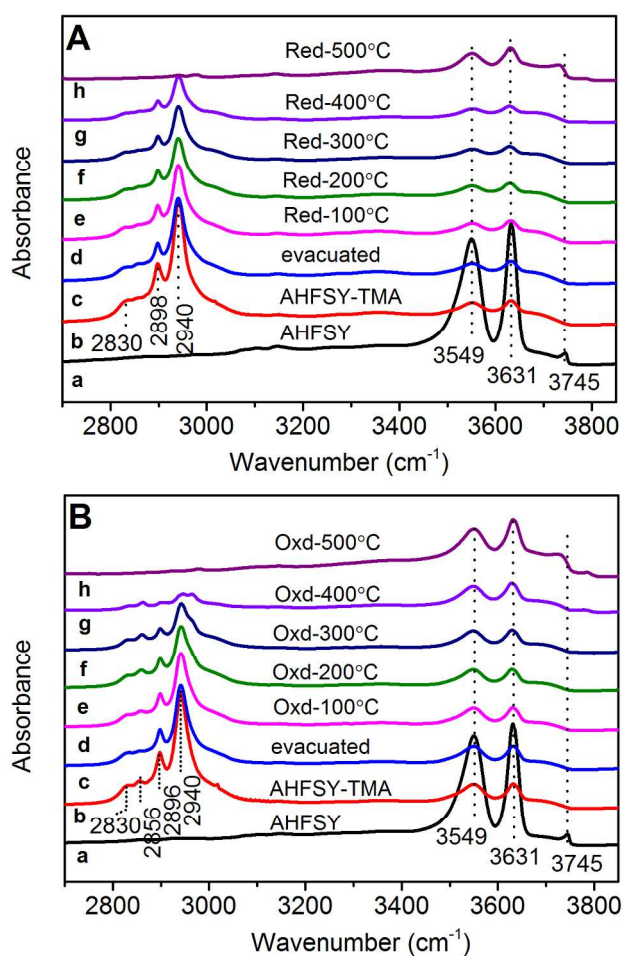 A
Red-500°C
h
Red-400°C
g
Red-300°C
f
Red-200°C
e
Red-100°C
d
evacuated
c
AHFSY-TMA
b
AHFSY
a
2830
2898
2940
3549
3631
3745
2800 3000 3200 3400 3600 3800
Wavenumber (cm⁻¹)
Absorbance
B
Oxd-500°C
h
Oxd-400°C
g
Oxd-300°C
f
Oxd-200°C
e
Oxd-100°C
d
evacuated
c
AHFSY-TMA
b
AHFSY
a
2830
2856
2896
2940
3549
3631
3745
2800 3000 3200 3400 3600 3800
Wavenumber (cm⁻¹)
Absorbance